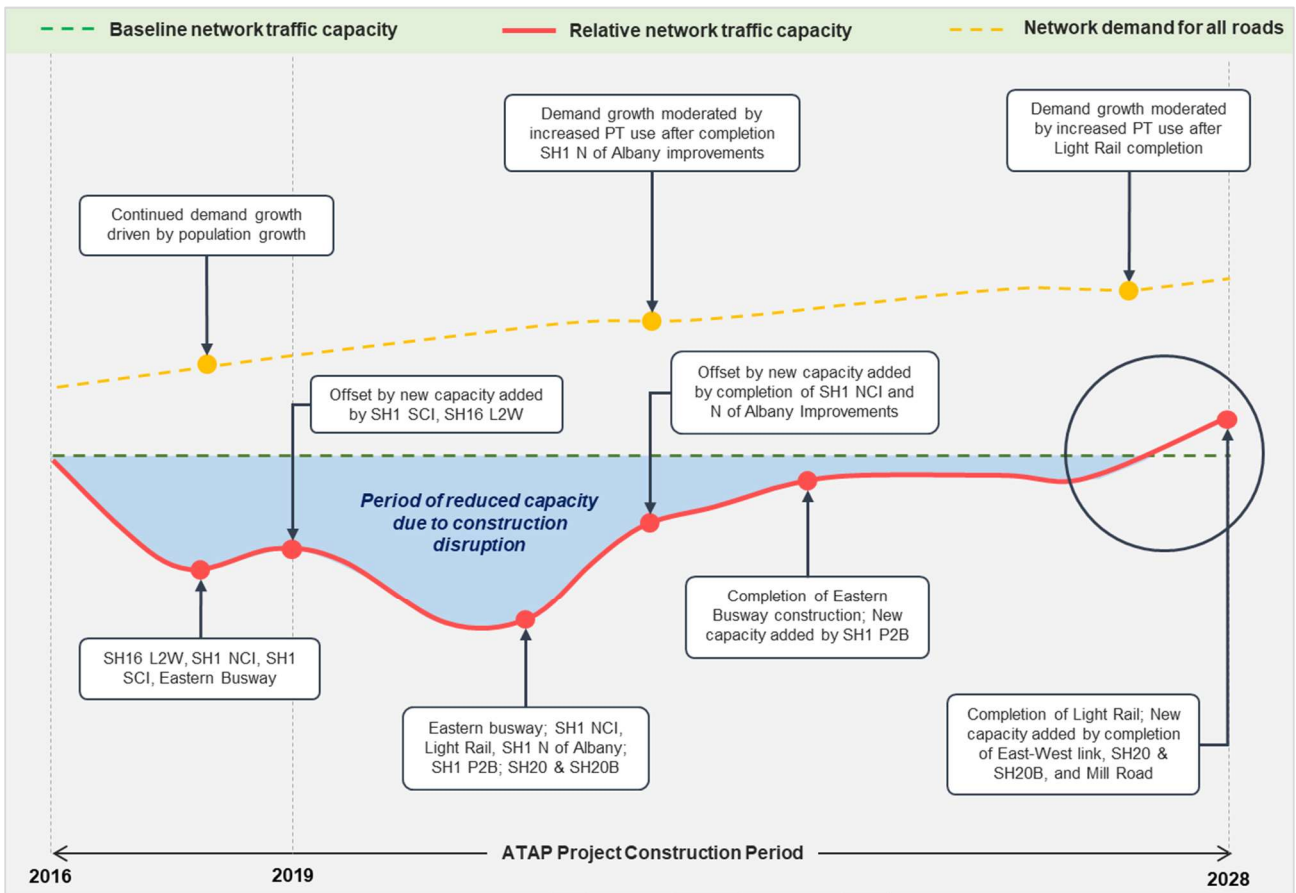 Baseline network traffic capacity
Relative network traffic capacity
Network demand for all roads
Demand growth moderated by
increased PT use after completion
SH1 N of Albany improvements
Demand growth moderated
by increased PT use after
Light Rail completion
Continued demand growth
driven by population growth
Offset by new capacity added
by SH1 SCI, SH16 L2W
Offset by new capacity added
by completion of SH1 NCI and
N of Albany Improvements
Period of reduced capacity
due to construction
disruption
SH16 L2W, SH1 NCI, SH1
SCI, Eastern Busway
Eastern busway; SH1 NCI,
Light Rail, SH1 N of Albany;
SH1 P2B; SH20 & SH20B
Completion of Eastern
Busway construction; New
capacity added by SH1 P2B
Completion of Light Rail; New
capacity added by completion
of East-West link, SH20 &
SH20B, and Mill Road
ATAP Project Construction Period
2016
2019
2028